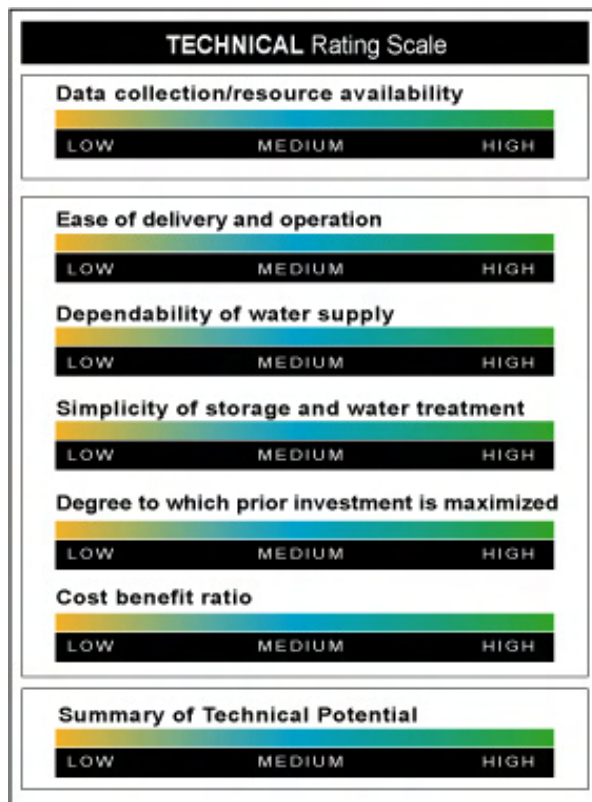 TECHNICAL Rating Scale
Data collection/resource availability
LOW MEDIUM HIGH
Ease of delivery and operation
LOW MEDIUM HIGH
Dependability of water supply
LOW MEDIUM HIGH
Simplicity of storage and water treatment
LOW MEDIUM HIGH
Degree to which prior investment is maximized
LOW MEDIUM HIGH
Cost benefit ratio
LOW MEDIUM HIGH
Summary of Technical Potential
LOW MEDIUM HIGH